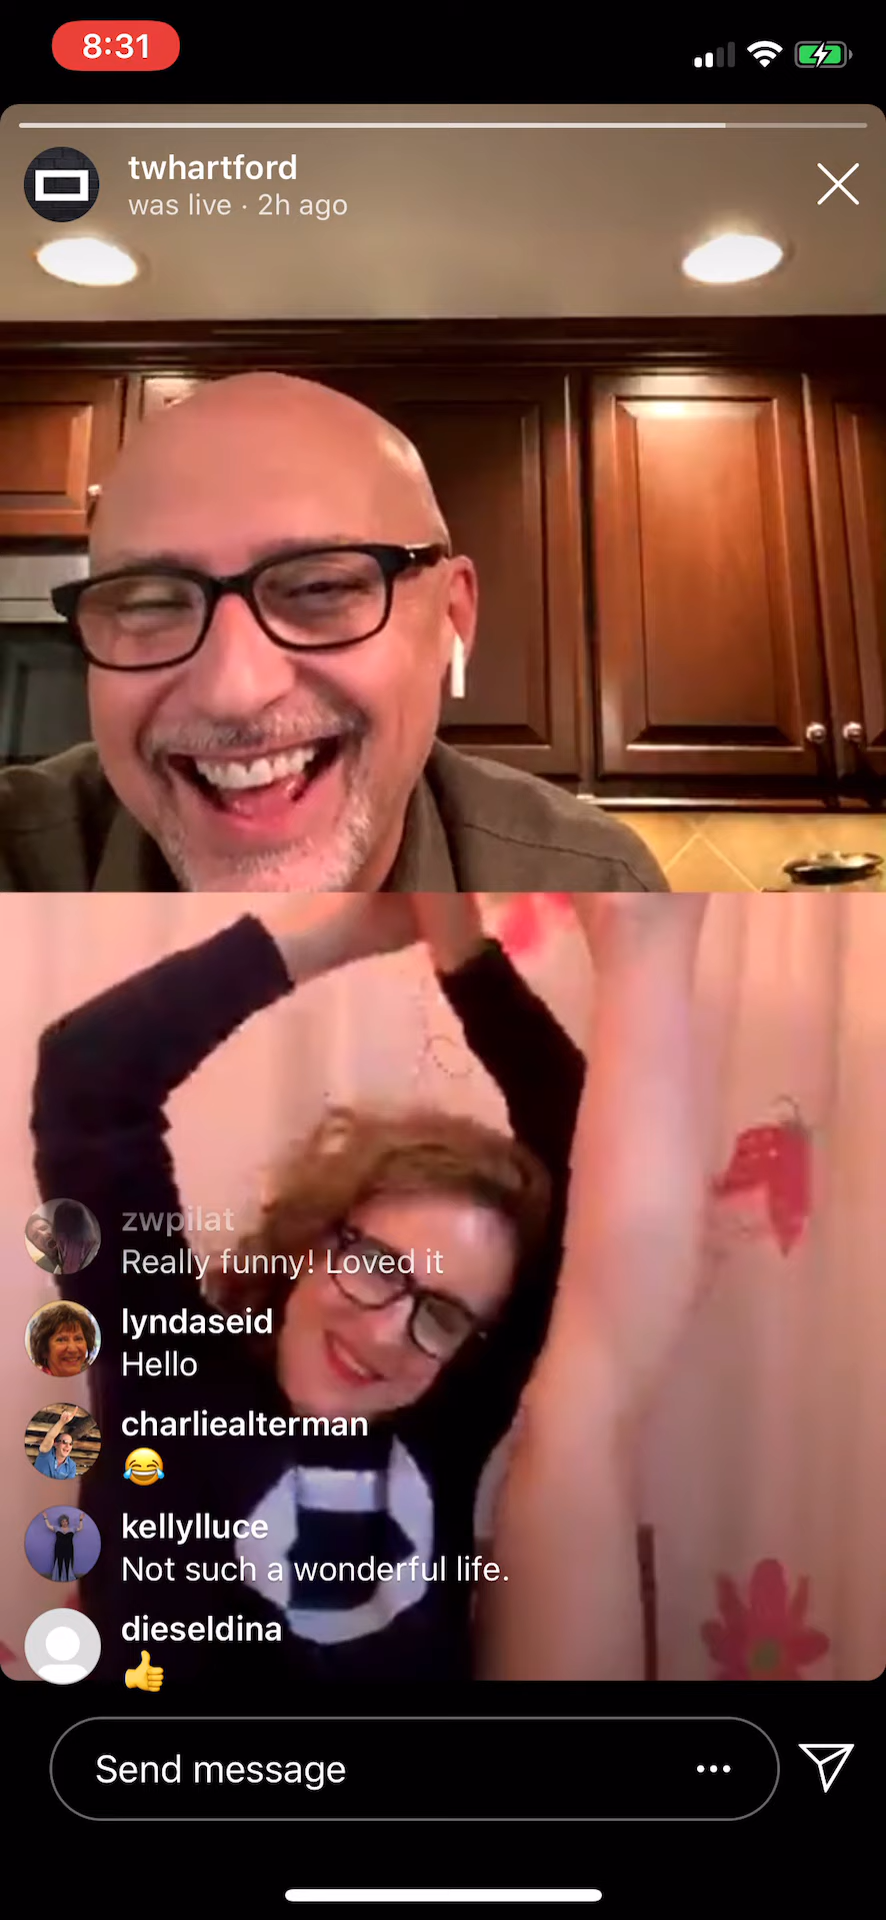 8:31
twhartford
was live · 2h ago
zwpilat
Really funny! Loved it
lyndaseid
Hello
charliealterman
😂
kellylluce
Not such a wonderful life.
dieseldina
👍
Send message